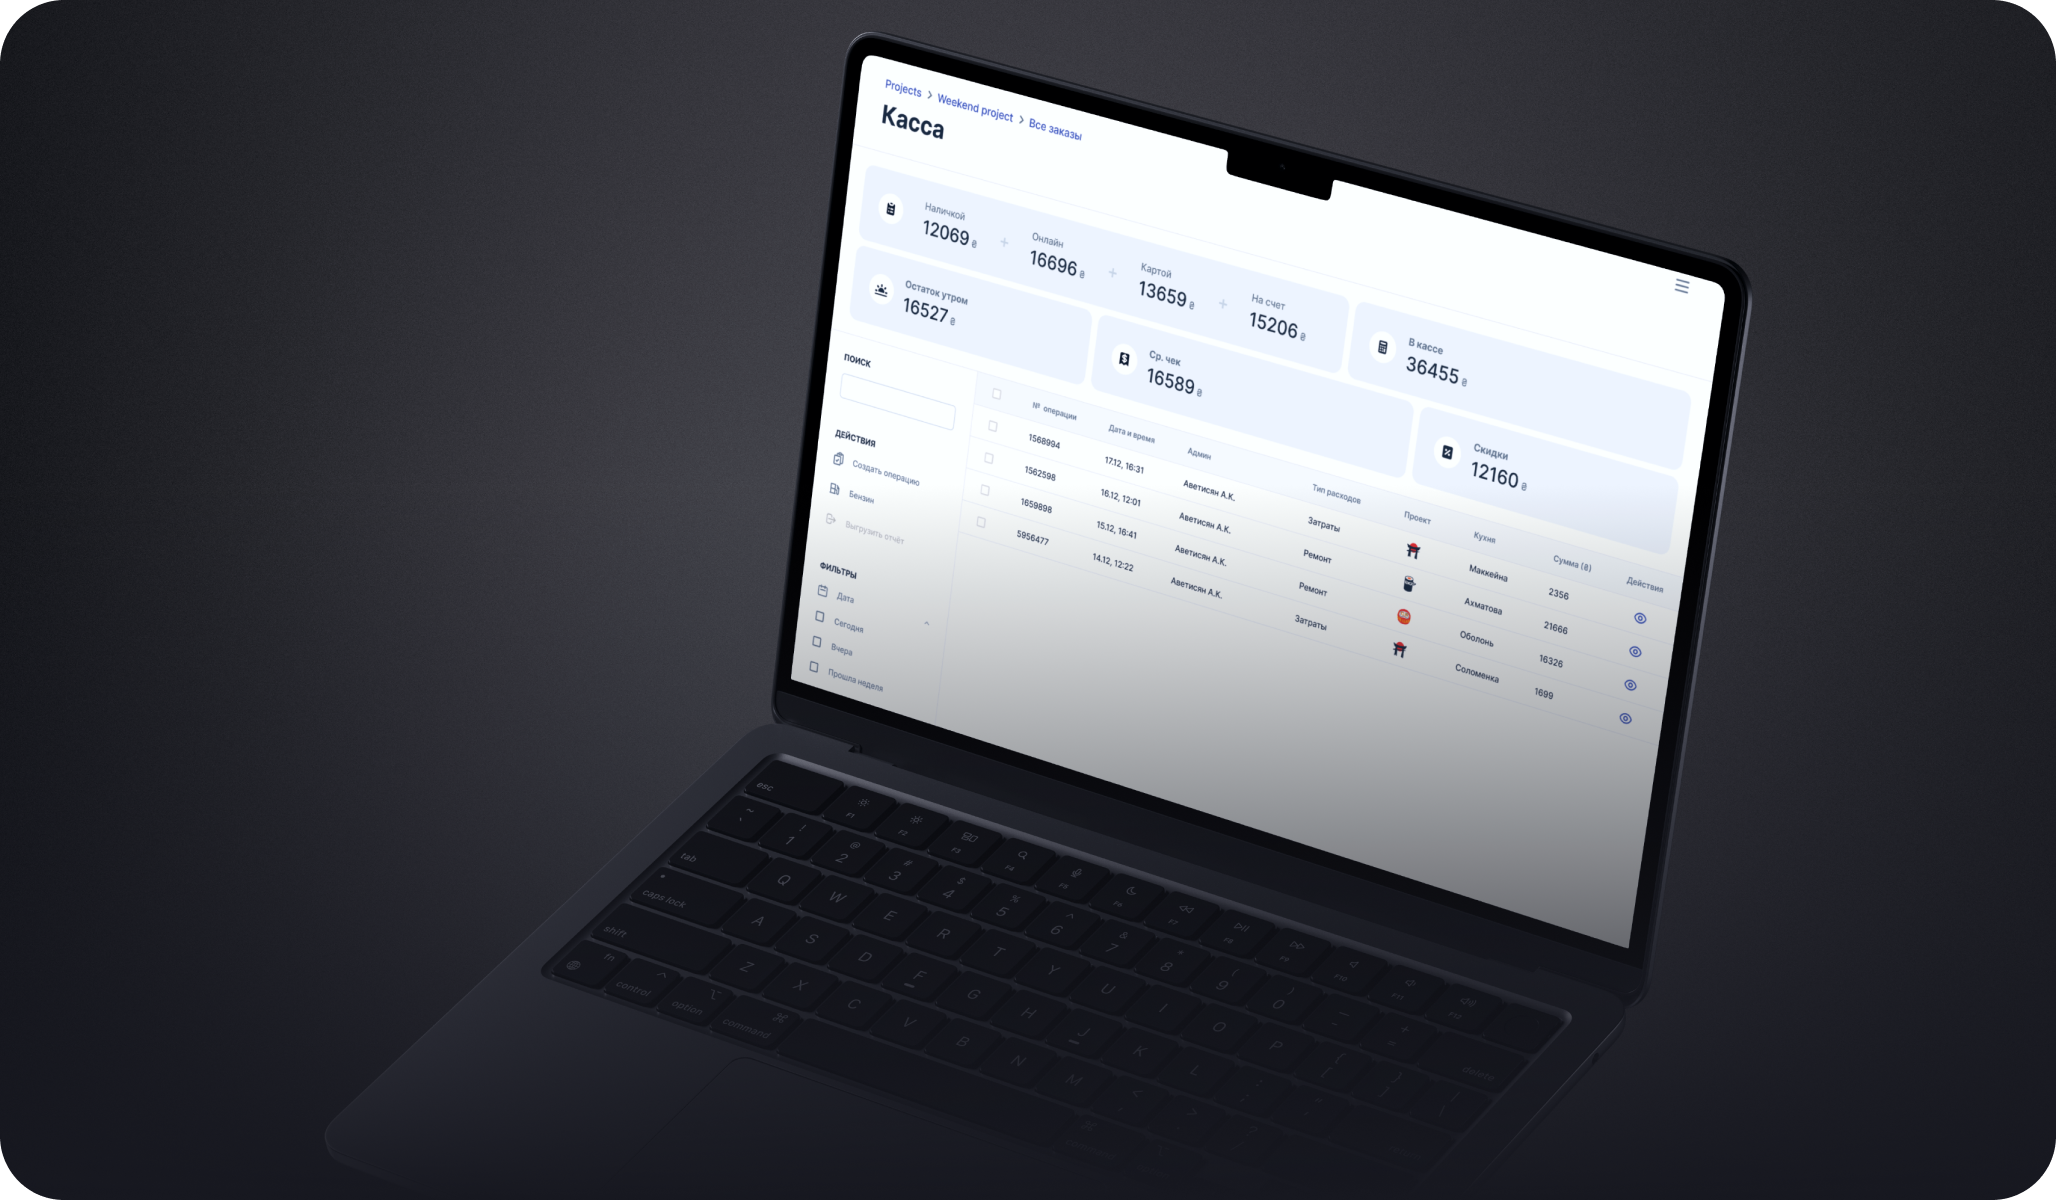 Projects > Weekend project > Все заказы
Касса
Наличкой
12069 ₴
+
Онлайн
16696 ₴
+
Картой
13659 ₴
+
На счет
15206 ₴
В кассе
36455 ₴
Остаток утром
16527 ₴
Ср. чек
16589 ₴
Скидки
12160 ₴
ПОИСК
ДЕЙСТВИЯ
Создать операцию
Бензин
Выгрузить отчёт
ФИЛЬТРЫ
Дата
Сегодня
Вчера
Прошла неделя
№ операции Дата и время Админ Тип расходов Проект Кухня Сумма (₴) Действия
1568994 17.12, 16:31 Аветисян А.К. Затраты Маккейна 2356
1562598 16.12, 12:01 Аветисян А.К. Ремонт Ахматова 21666
1659898 15.12, 16:41 Аветисян А.К. Ремонт Оболонь 16326
5956477 14.12, 12:22 Аветисян А.К. Затраты Соломенка 1699
esc F1 F2 F3 F4 F5 F6 F7 F8 F9 F10 F11 F12
~ ! @ # $ % ^ & * ( ) _ +
` 1 2 3 4 5 6 7 8 9 0 - = delete
tab Q W E R T Y U I O P { [ } ]
caps lock A S D F G H J K L : ;
shift Z X C V B N M < , > ?
fn control option command